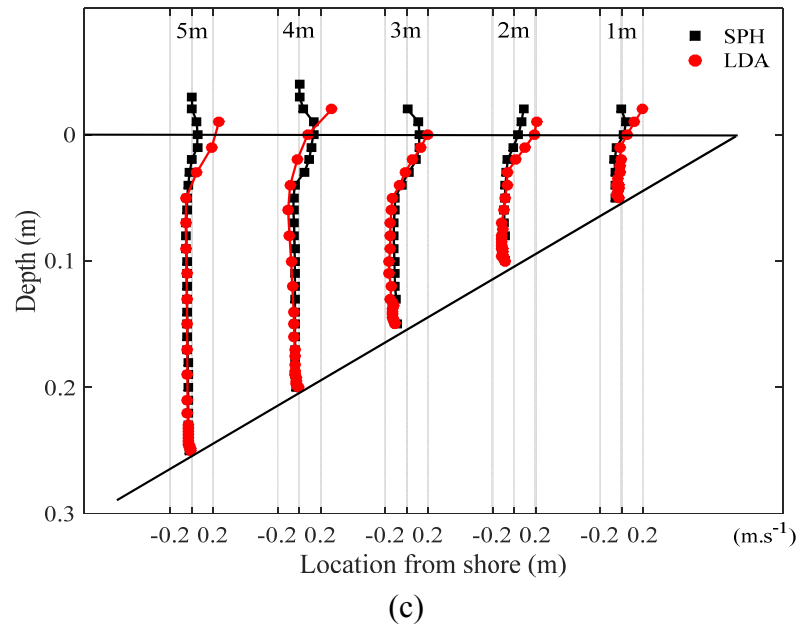 5m 4m 3m 2m 1m
SPH
LDA
0
0.1
0.2
0.3
Depth (m)
-0.2 0.2 -0.2 0.2 -0.2 0.2 -0.2 0.2 -0.2 0.2 (m.s-1)
Location from shore (m)
(c)